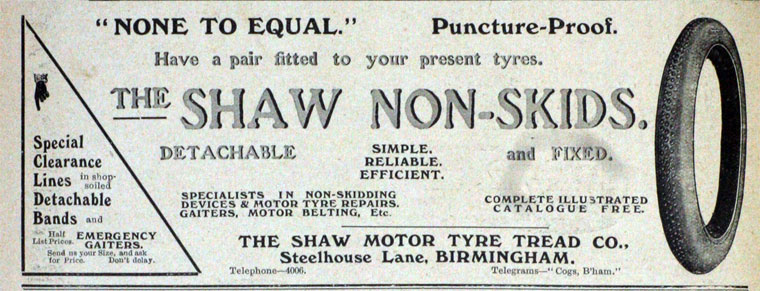 "NONE TO EQUAL." Puncture-Proof.
Have a pair fitted to your present tyres.
THE SHAW NON-SKIDS.
DETACHABLE
SIMPLE.
RELIABLE.
EFFICIENT.
and FIXED.
SPECIALISTS IN NON-SKIDDING
DEVICES & MOTOR TYRE REPAIRS.
GAITERS, MOTOR BELTING, Etc.
COMPLETE ILLUSTRATED
CATALOGUE FREE.
THE SHAW MOTOR TYRE TREAD CO.,
Steelhouse Lane, BIRMINGHAM.
Telephone—4006. Telegrams—"Cogs, B'ham."
Special
Clearance
Lines in shop-soiled
Detachable
Bands and
Half List Prices. EMERGENCY
GAITERS.
Send us your Size, and ask
for Price. Don't delay.